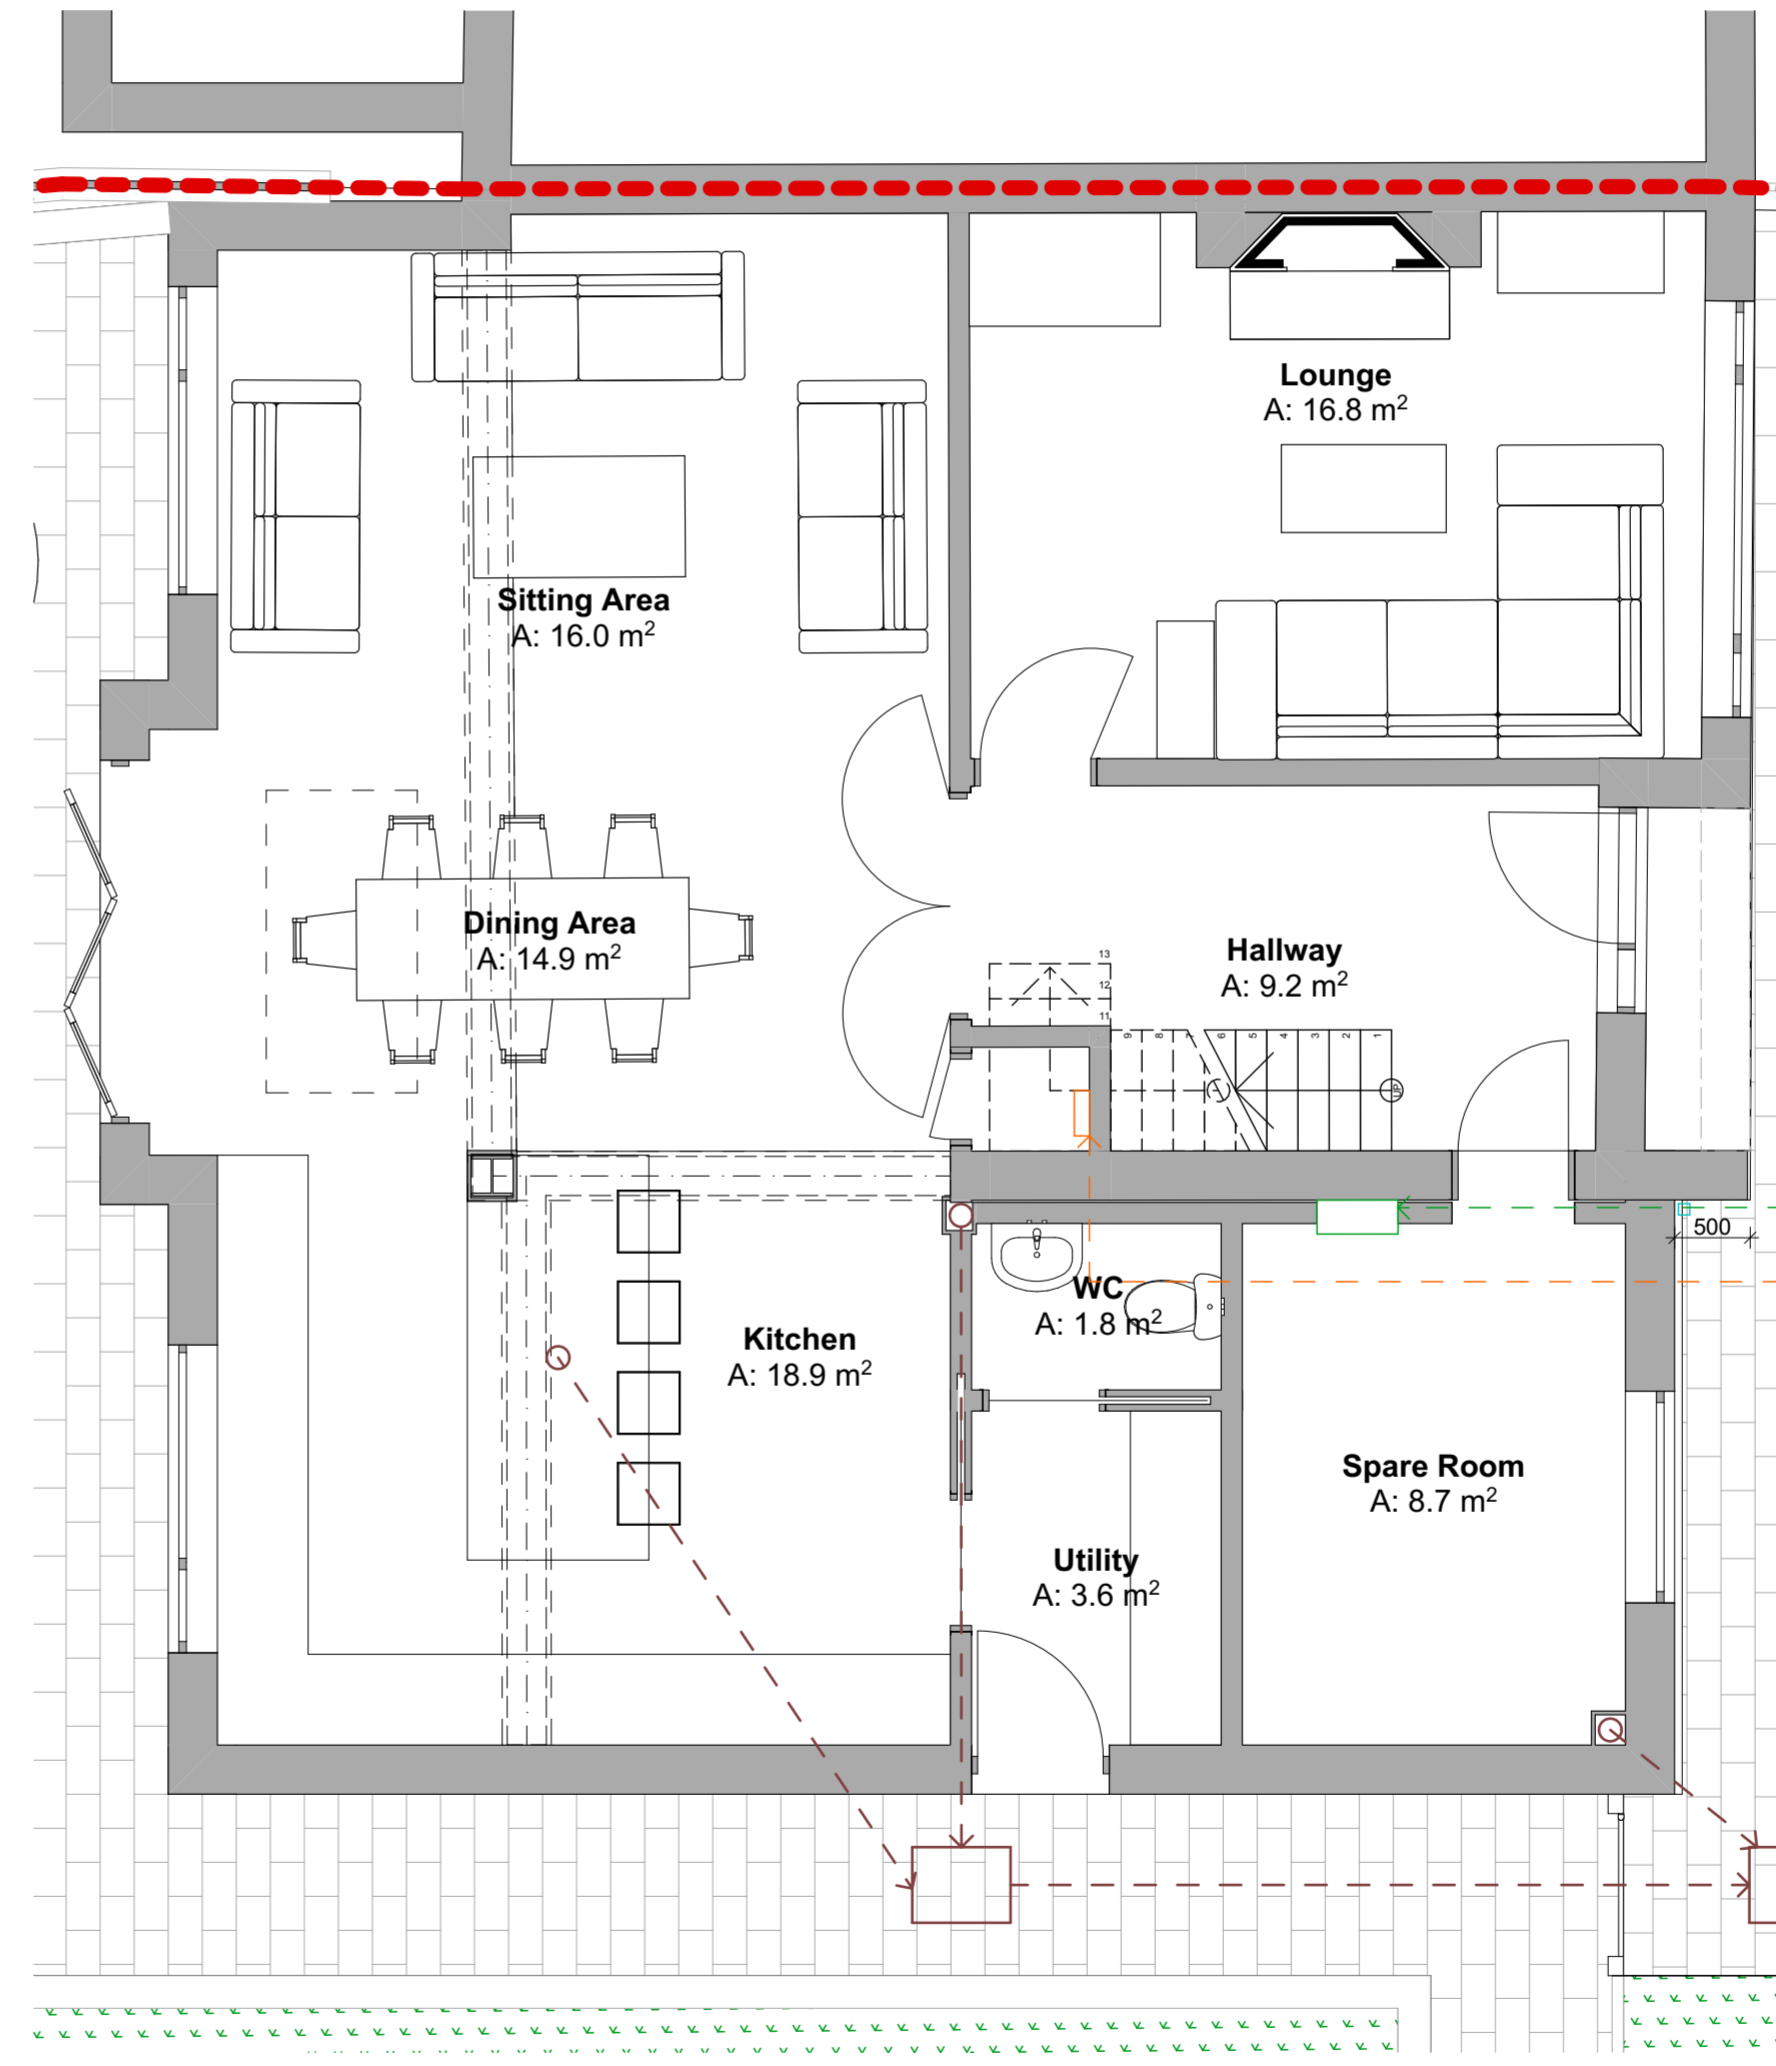 Lounge
A: 16.8 m²
Sitting Area
A: 16.0 m²
Dining Area
A: 14.9 m²
Hallway
A: 9.2 m²
13
12
11
9
8
7
6
5
4
3
2
1
UP
500
WC
A: 1.8 m²
Kitchen
A: 18.9 m²
Spare Room
A: 8.7 m²
Utility
A: 3.6 m²